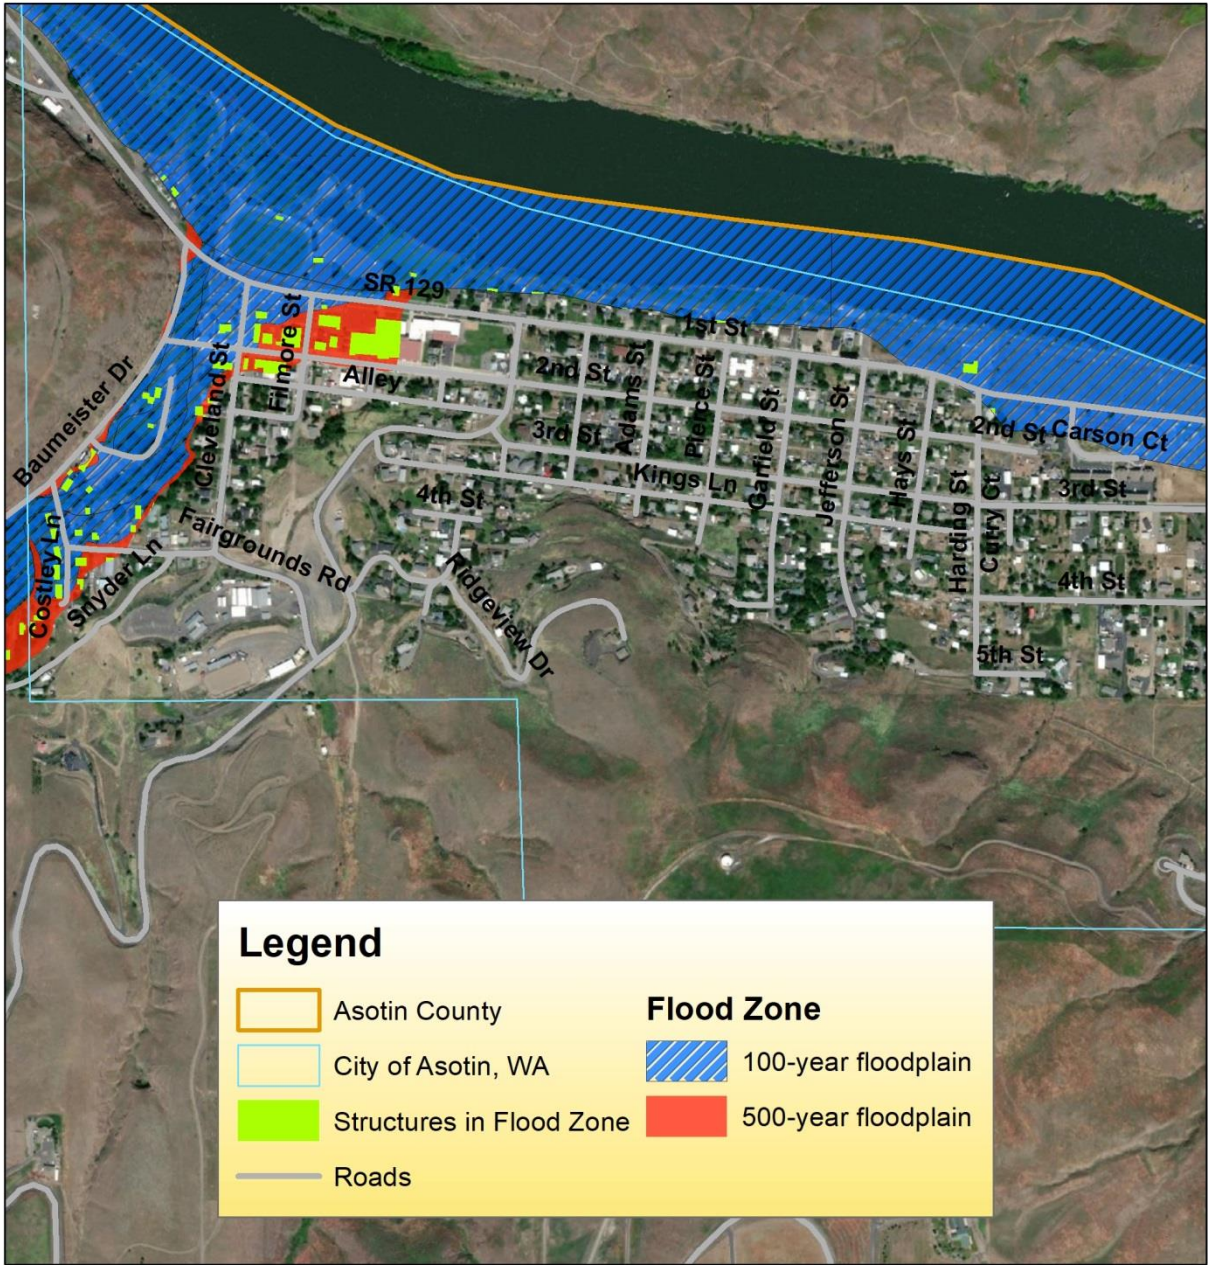 SR 129
1st St
Filmore St
Cleveland St
Alley
2nd St
Adams St
Pierce St
Garfield St
Jefferson St
Hays St
Harding St
Curry Ct
2nd St
Carson Ct
Baumeister Dr
3rd St
Kings Ln
3rd St
4th St
Fairgrounds Rd
Costley Ln
Snyder Ln
Ridgeview Dr
4th St
5th St
Legend
Asotin County
City of Asotin, WA
Structures in Flood Zone
Roads
Flood Zone
100-year floodplain
500-year floodplain